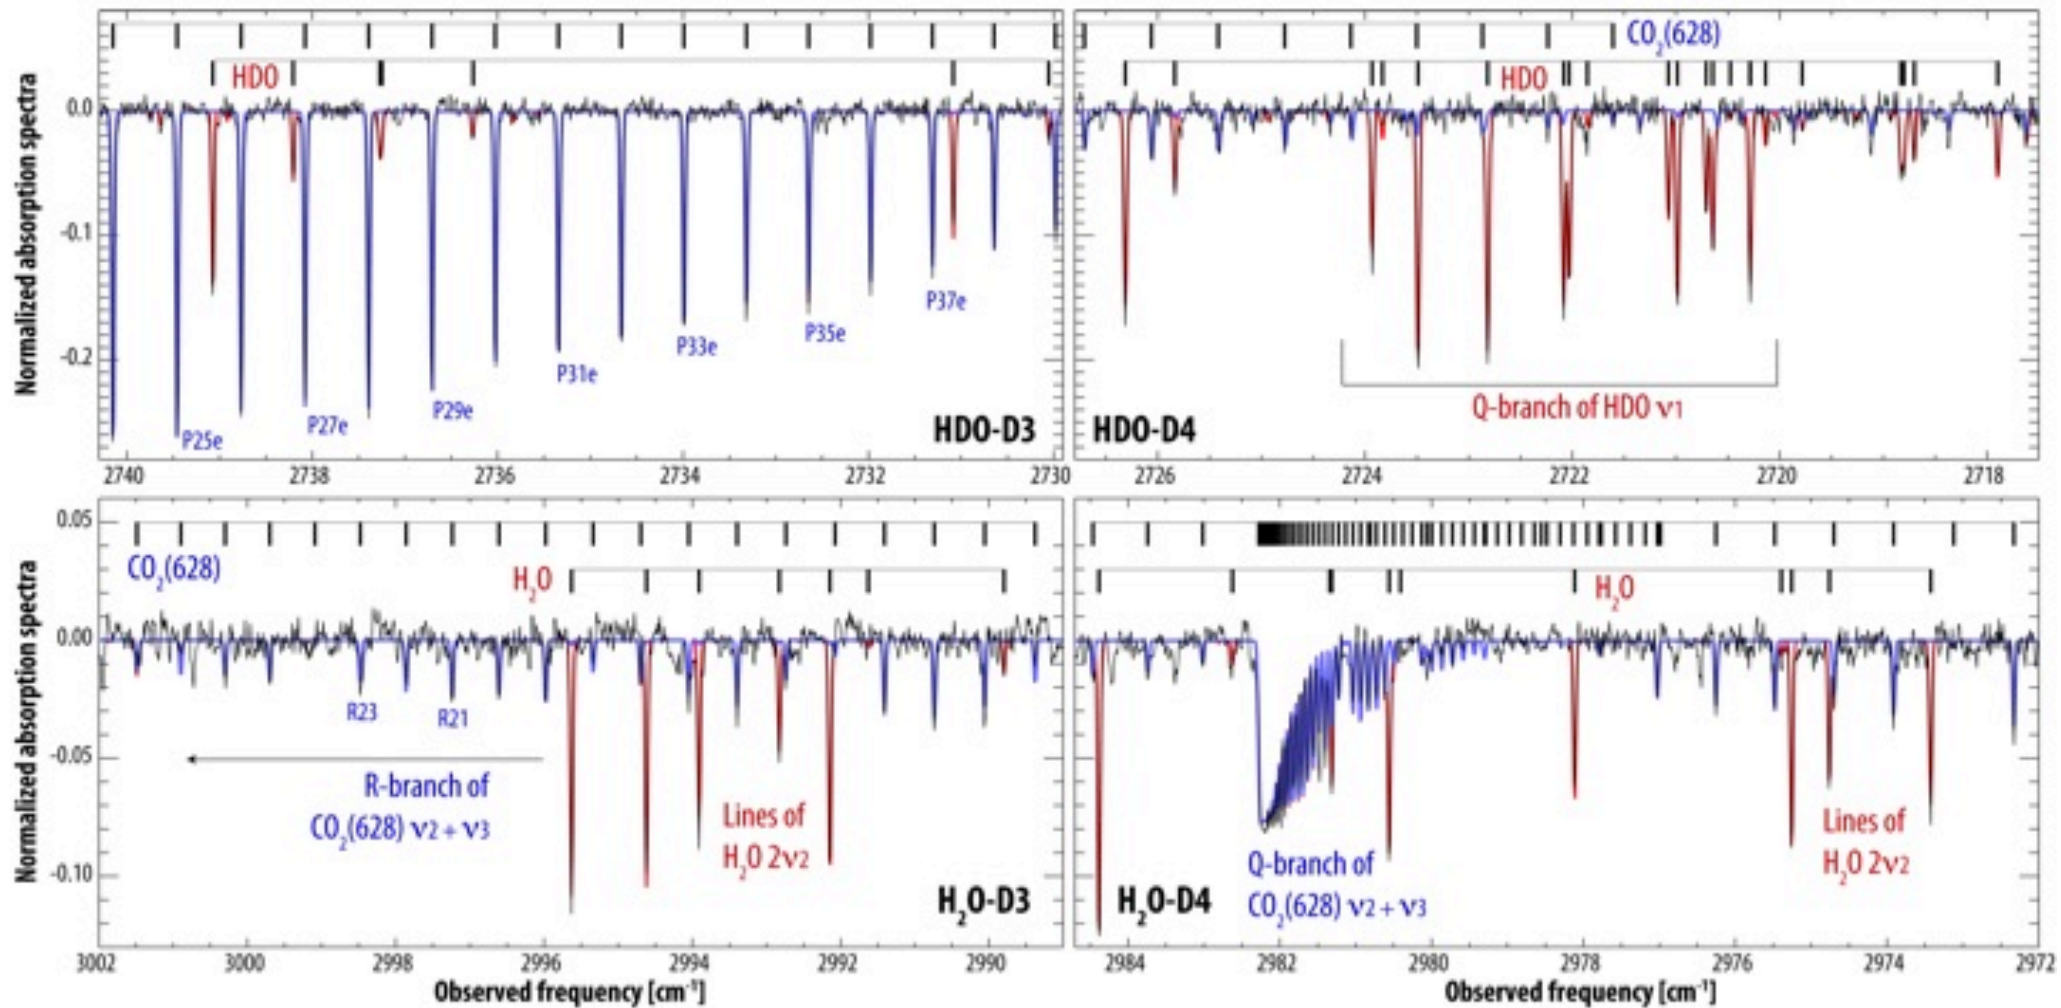 Normalized absorption spectra
0.0
-0.1
-0.2
HDO
P25e
P27e
P29e
P31e
P33e
P35e
P37e
HDO-D3
2740 2738 2736 2734 2732 2730
CO2(628)
HDO
Q-branch of HDO ν1
HDO-D4
2726 2724 2722 2720 2718
Normalized absorption spectra
0.05
0.00
-0.05
-0.10
CO2(628)
H2O
R23
R21
R-branch of
CO2(628) ν2 + ν3
Lines of
H2O 2ν2
H2O-D3
3002 3000 2998 2996 2994 2992 2990
Observed frequency [cm-1]
H2O
Q-branch of
CO2(628) ν2 + ν3
Lines of
H2O 2ν2
H2O-D4
2984 2982 2980 2978 2976 2974 2972
Observed frequency [cm-1]